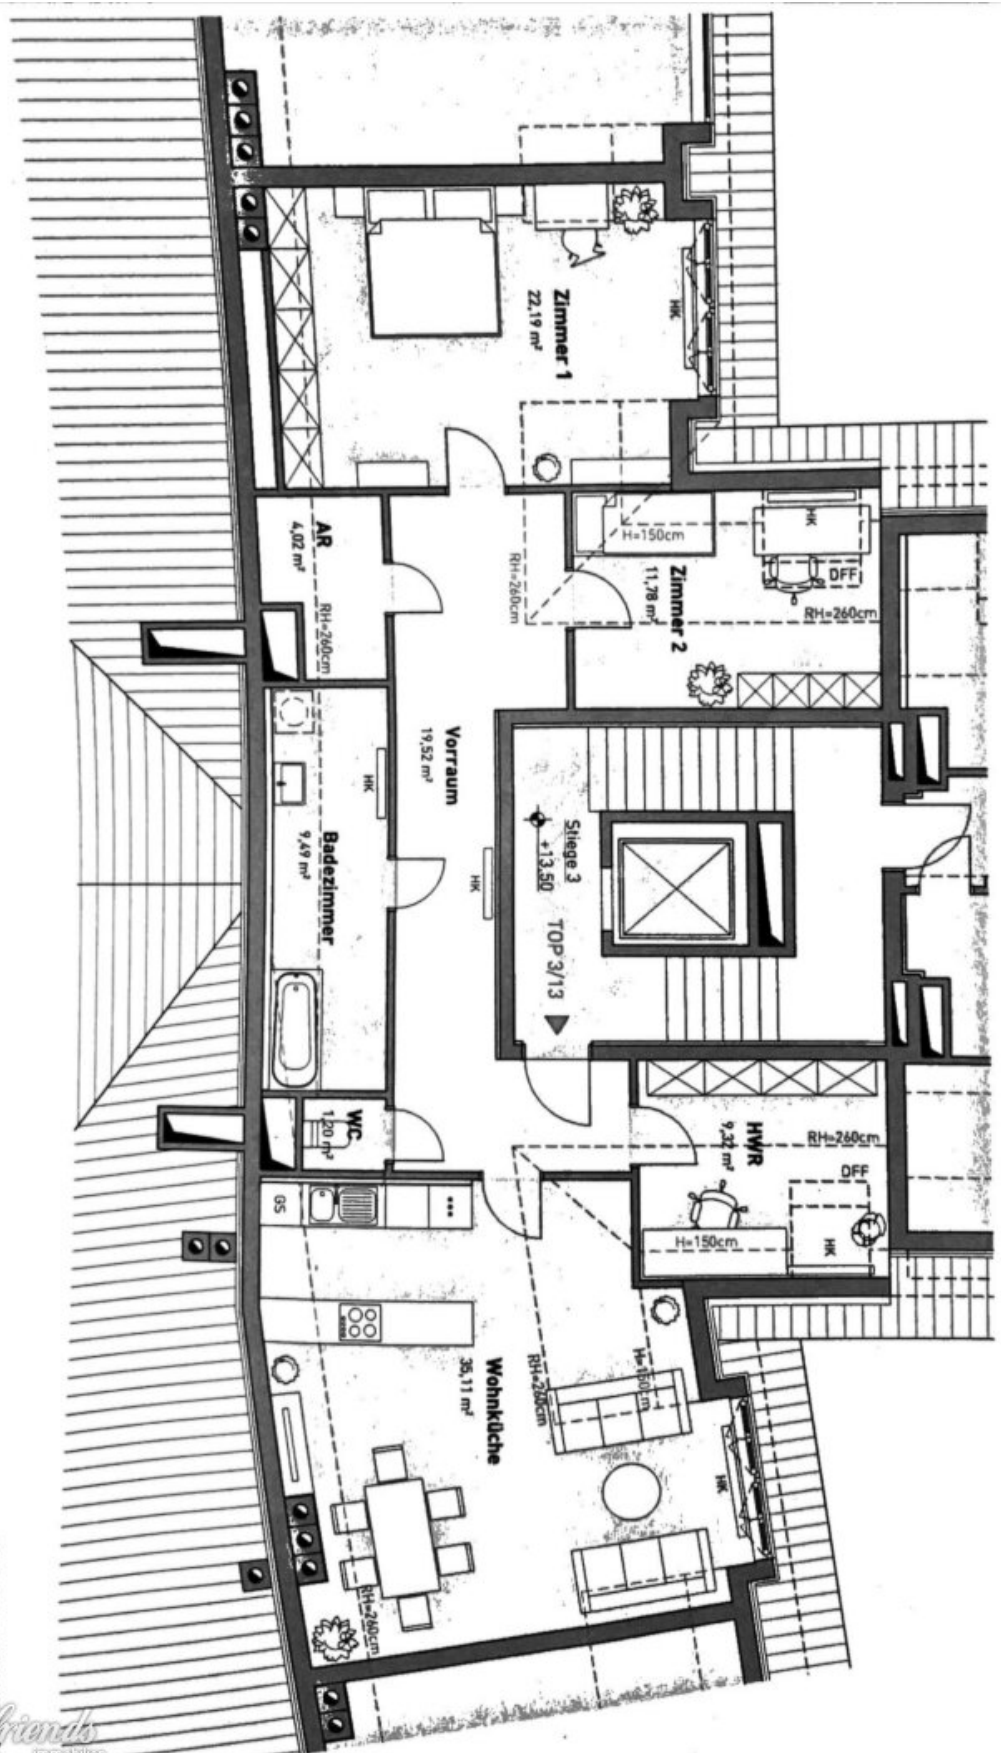 Zimmer 1
22,19 m²
HK
AR
4,02 m²
RH=260cm
RH=260cm
H=150cm
HK
DFF
Zimmer 2
11,78 m²
RH=260cm
Vorraum
19,52 m²
HK
HK
Badezimmer
9,49 m²
Stiege 3
+13,50
TOP 3/13
WC
1,20 m²
HWR
9,32 m²
RH=260cm
DFF
H=150cm
HK
GS
Wohnküche
35,11 m²
RH=260cm
H=150cm
HK
RH=260cm
friends